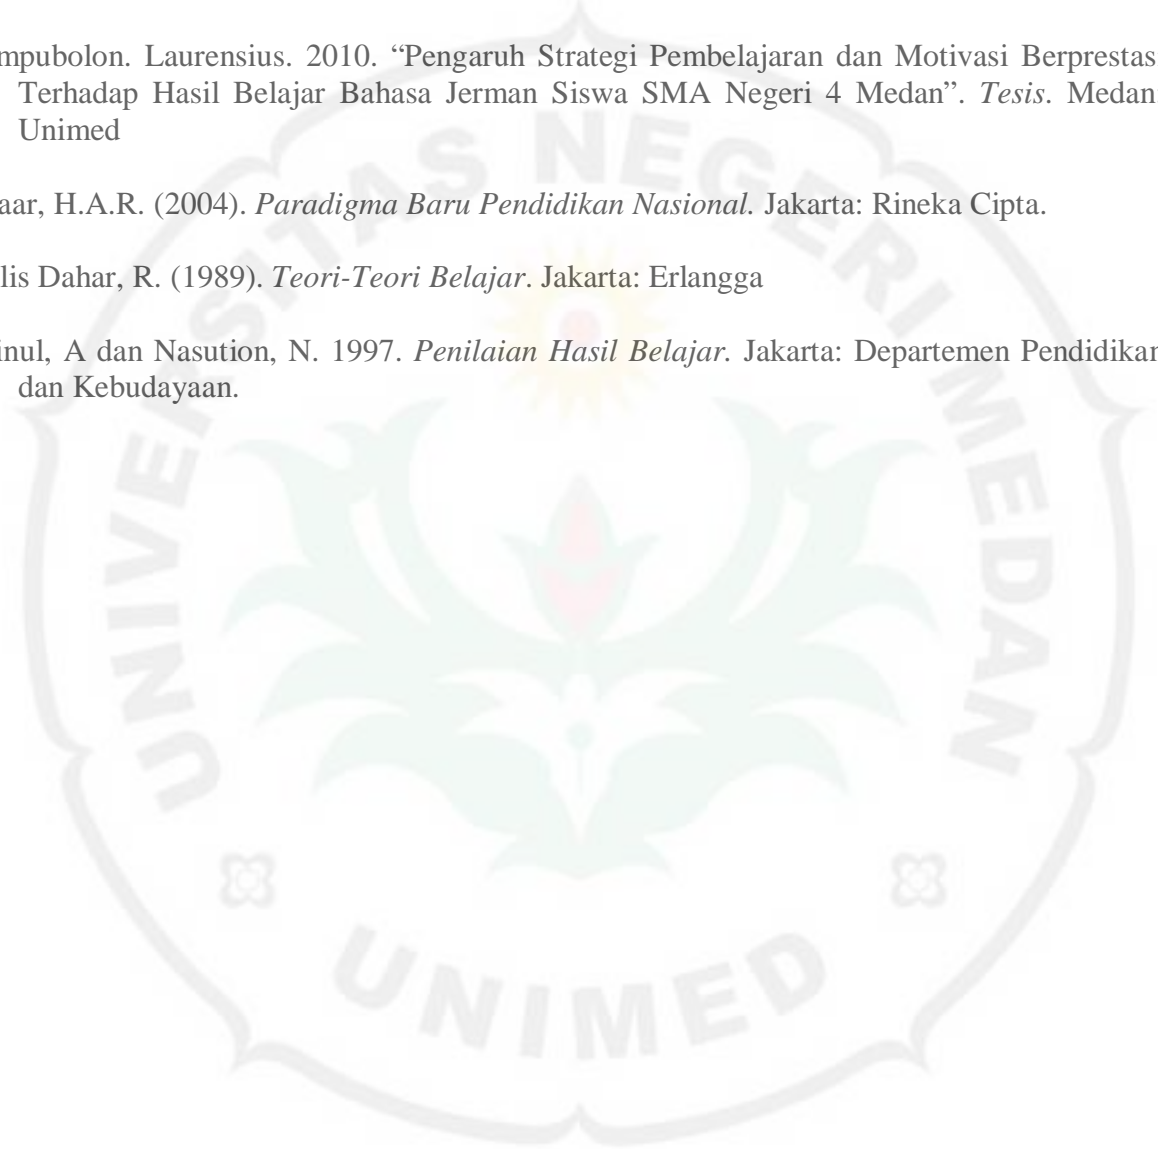 mpubolon. Laurensius. 2010. “Pengaruh Strategi Pembelajaran dan Motivasi Berprestas
Terhadap Hasil Belajar Bahasa Jerman Siswa SMA Negeri 4 Medan”. Tesis. Medan:
Unimed
aar, H.A.R. (2004). Paradigma Baru Pendidikan Nasional. Jakarta: Rineka Cipta.
lis Dahar, R. (1989). Teori-Teori Belajar. Jakarta: Erlangga
inul, A dan Nasution, N. 1997. Penilaian Hasil Belajar. Jakarta: Departemen Pendidikan
dan Kebudayaan.
UNIVERSITAS NEGERI MEDAN
UNIMED